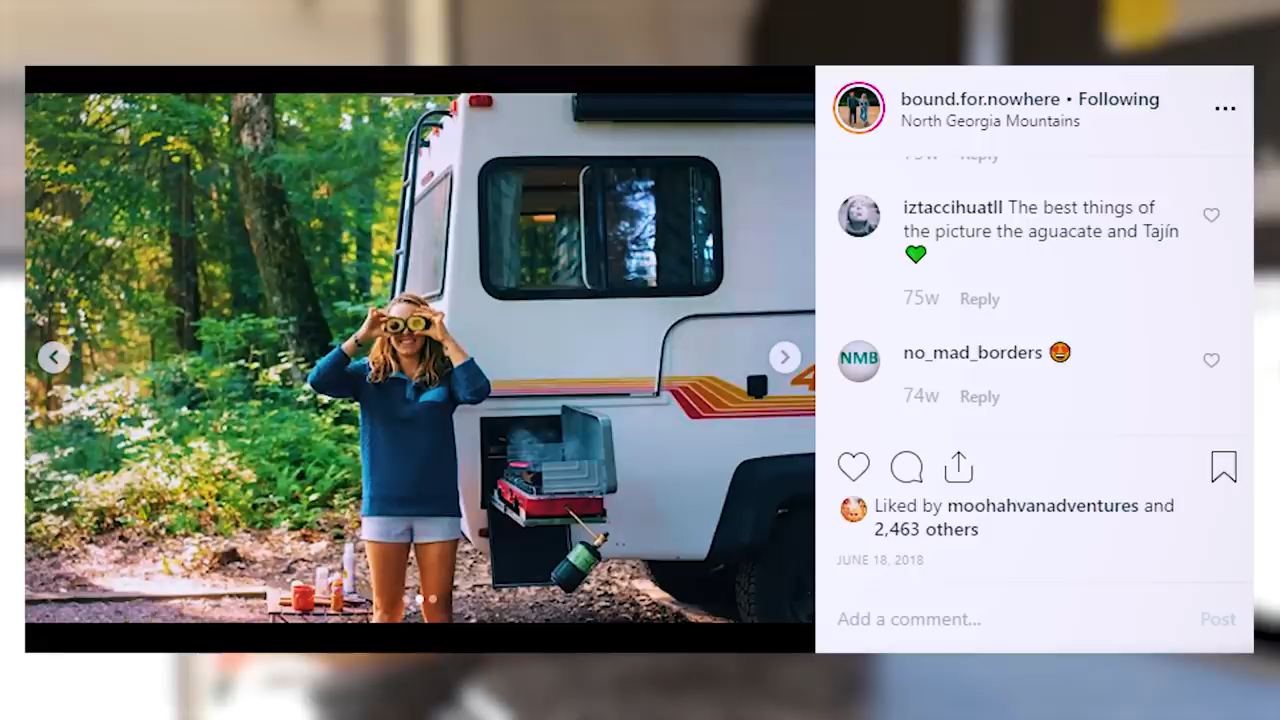 bound.for.nowhere • Following
North Georgia Mountains
iztaccihuatll The best things of
the picture the aguacate and Tajín
75w Reply
NMB
no_mad_borders
74w Reply
Liked by moohahvanadventures and
2,463 others
JUNE 18, 2018
Add a comment... Post